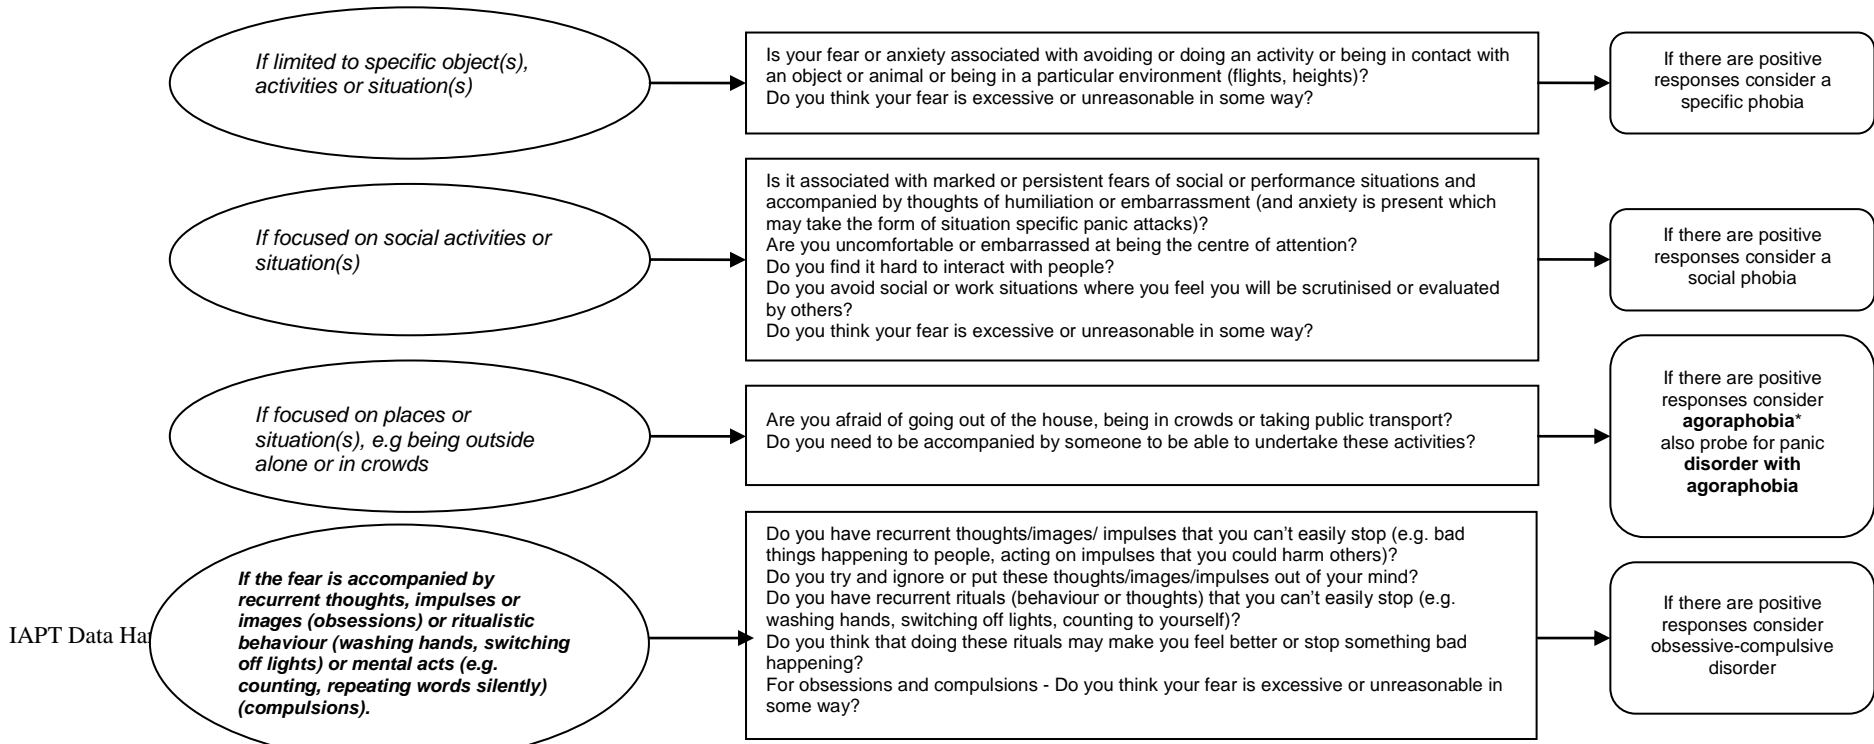 If limited to specific object(s),
activities or situation(s)
Is your fear or anxiety associated with avoiding or doing an activity or being in contact with
an object or animal or being in a particular environment (flights, heights)?
Do you think your fear is excessive or unreasonable in some way?
If there are positive
responses consider a
specific phobia
If focused on social activities or
situation(s)
Is it associated with marked or persistent fears of social or performance situations and
accompanied by thoughts of humiliation or embarrassment (and anxiety is present which
may take the form of situation specific panic attacks)?
Are you uncomfortable or embarrassed at being the centre of attention?
Do you find it hard to interact with people?
Do you avoid social or work situations where you feel you will be scrutinised or evaluated
by others?
Do you think your fear is excessive or unreasonable in some way?
If there are positive
responses consider a
social phobia
If focused on places or
situation(s), e.g being outside
alone or in crowds
Are you afraid of going out of the house, being in crowds or taking public transport?
Do you need to be accompanied by someone to be able to undertake these activities?
If there are positive
responses consider
agoraphobia*
also probe for panic
disorder with
agoraphobia
IAPT Data
If the fear is accompanied by
recurrent thoughts, impulses or
images (obsessions) or ritualistic
behaviour (washing hands, switching
off lights) or mental acts (e.g.
counting, repeating words silently)
(compulsions).
Do you have recurrent thoughts/images/ impulses that you can't easily stop (e.g. bad
things happening to people, acting on impulses that you could harm others)?
Do you try and ignore or put these thoughts/images/impulses out of your mind?
Do you have recurrent rituals (behaviour or thoughts) that you can't easily stop (e.g.
washing hands, switching off lights, counting to yourself)?
Do you think that doing these rituals may make you feel better or stop something bad
happening?
For obsessions and compulsions - Do you think your fear is excessive or unreasonable in
some way?
If there are positive
responses consider
obsessive-compulsive
disorder